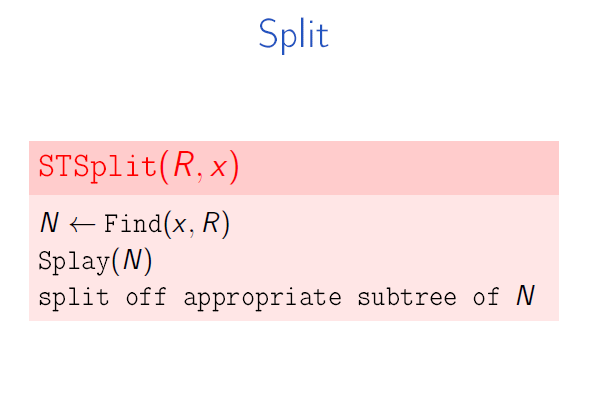 Split
STSplit(R, x)
N ← Find(x, R)
Splay(N)
split off appropriate subtree of N